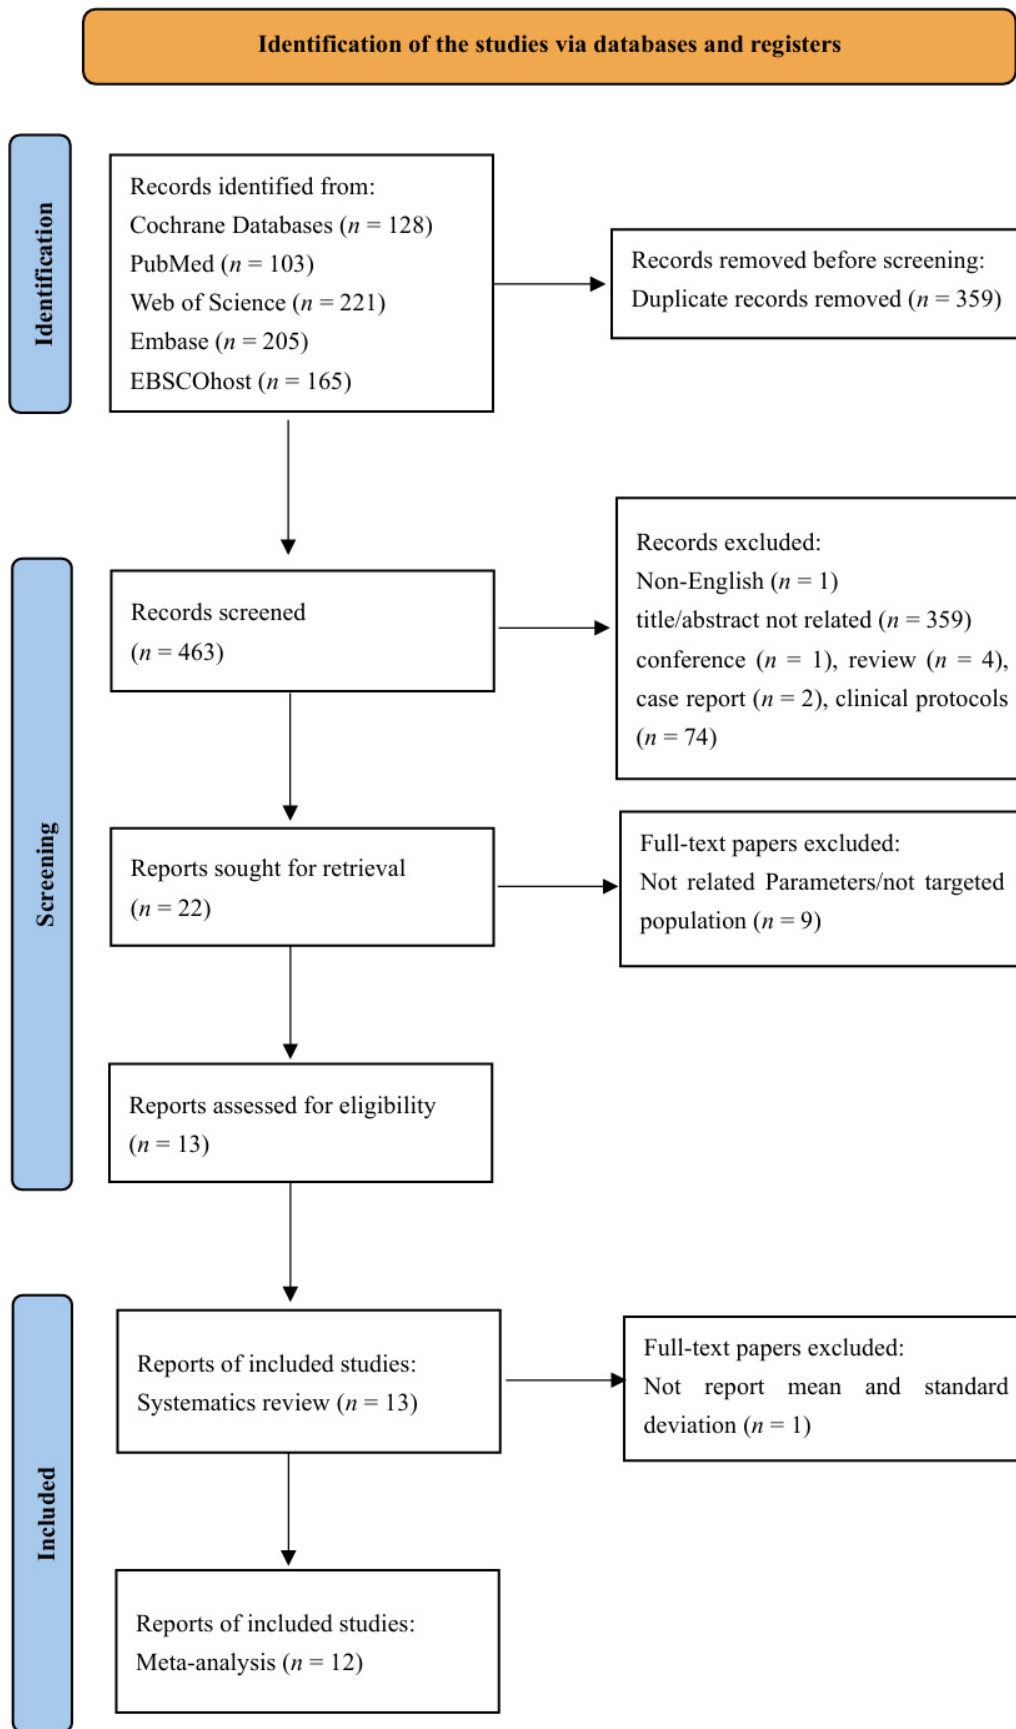 Identification of the studies via databases and registers
Identification
Records identified from:
Cochrane Databases (n = 128)
PubMed (n = 103)
Web of Science (n = 221)
Embase (n = 205)
EBSCOhost (n = 165)
Records removed before screening:
Duplicate records removed (n = 359)
Screening
Records screened
(n = 463)
Records excluded:
Non-English (n = 1)
title/abstract not related (n = 359)
conference (n = 1), review (n = 4),
case report (n = 2), clinical protocols
(n = 74)
Reports sought for retrieval
(n = 22)
Full-text papers excluded:
Not related Parameters/not targeted
population (n = 9)
Reports assessed for eligibility
(n = 13)
Included
Reports of included studies:
Systematics review (n = 13)
Full-text papers excluded:
Not report mean and standard
deviation (n = 1)
Reports of included studies:
Meta-analysis (n = 12)